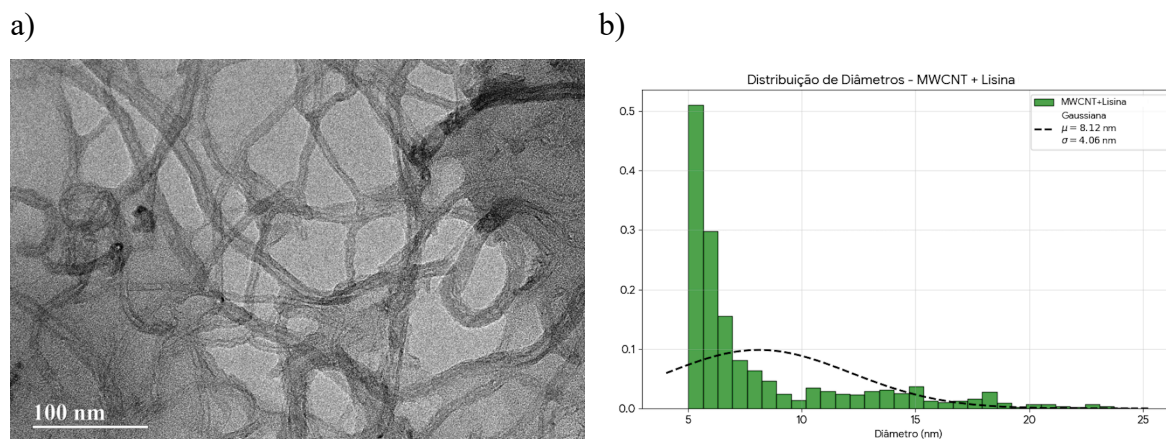 a)
b)
100 nm
Distribuição de Diâmetros - MWCNT + Lisina
MWCNT+Lisina
Gaussiana
μ = 8.12 nm
σ = 4.06 nm
0.5
0.4
0.3
0.2
0.1
0.0
5
10
15
20
25
Diâmetro (nm)